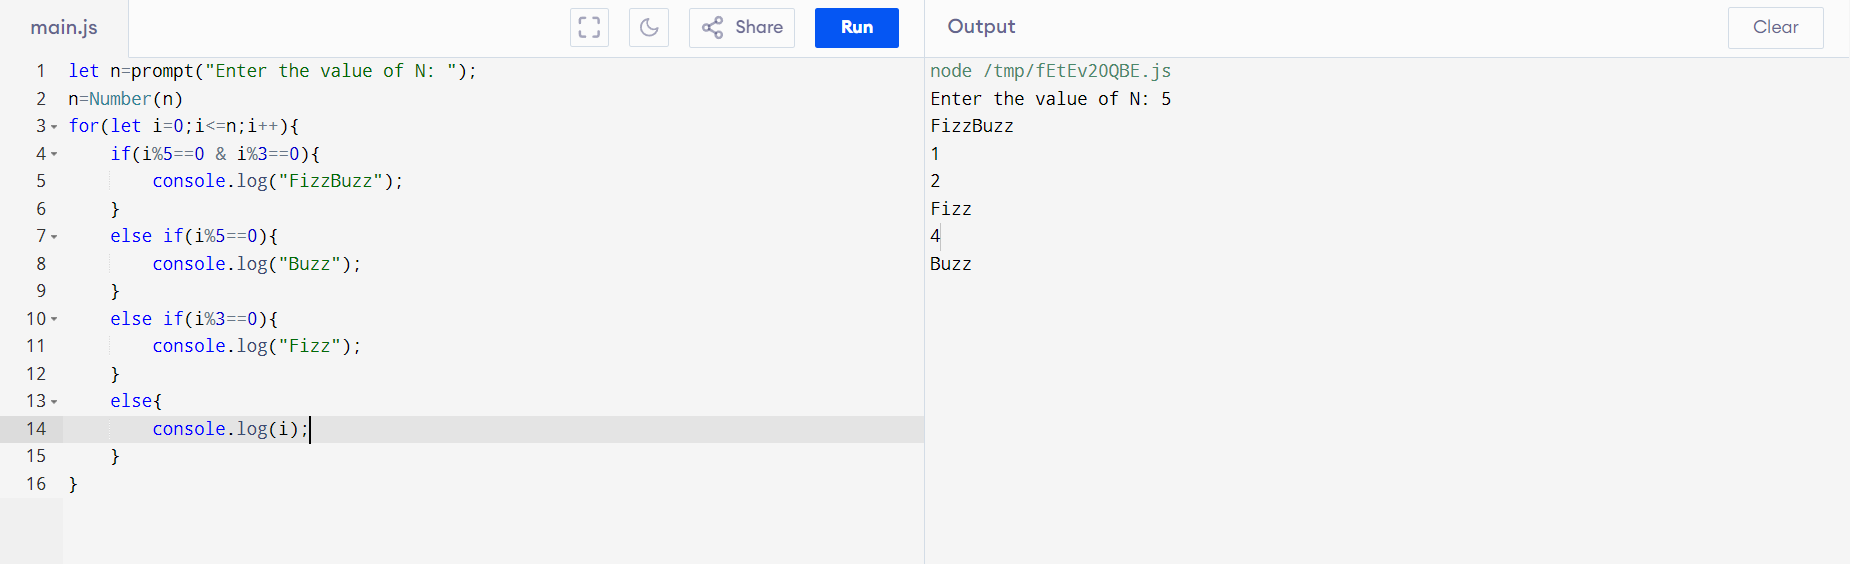 main.js
Share
Run
Output
Clear
1 let n=prompt("Enter the value of N: ");
2 n=Number(n)
3 for(let i=0;i<=n;i++){
4     if(i%5==0 & i%3==0){
5         console.log("FizzBuzz");
6     }
7     else if(i%5==0){
8         console.log("Buzz");
9     }
10     else if(i%3==0){
11         console.log("Fizz");
12     }
13     else{
14         console.log(i);
15     }
16 }
node /tmp/fEtEv20QBE.js
Enter the value of N: 5
FizzBuzz
1
2
Fizz
4
Buzz